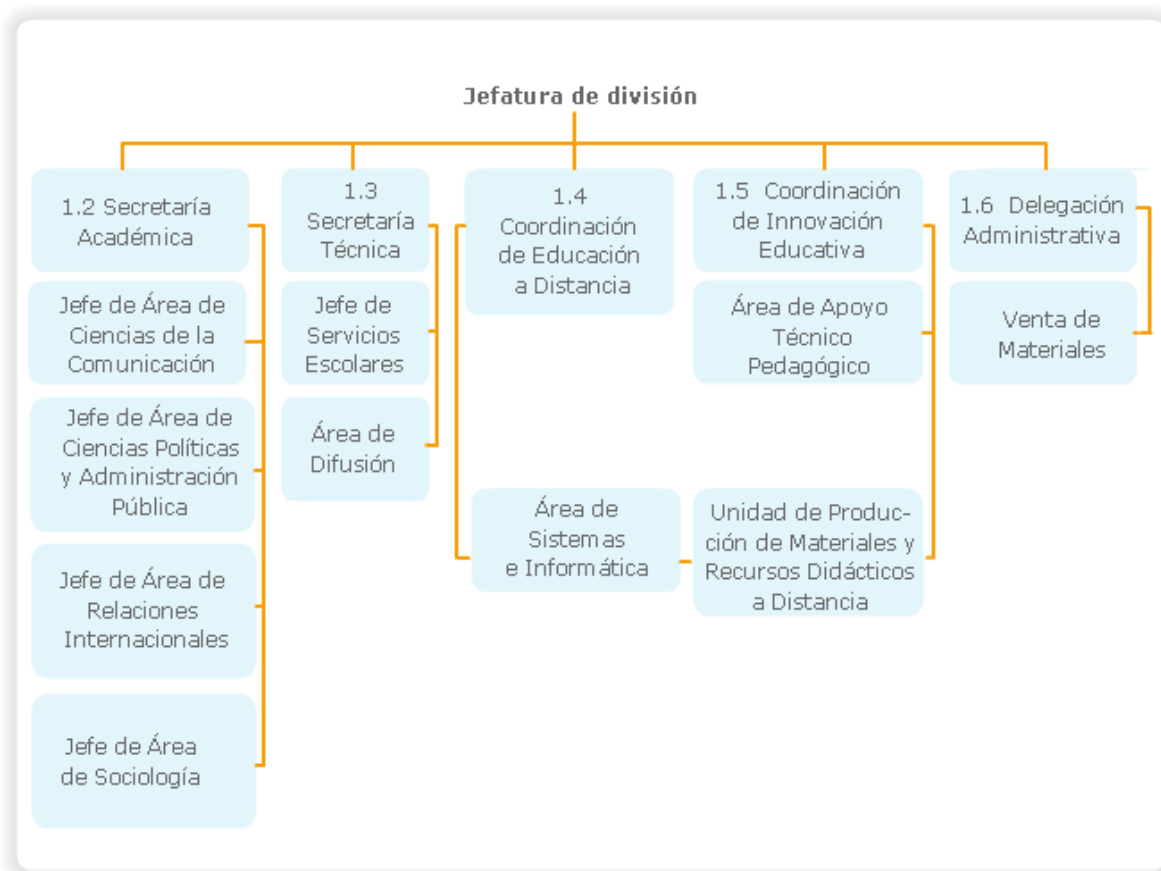 Jefatura de división
1.2 Secretaría
Académica
Jefe de Área de
Ciencias de la
Comunicación
Jefe de Área de
Ciencias Políticas
y Administración
Pública
Jefe de Área de
Relaciones
Internacionales
Jefe de Área
de Sociología
1.3
Secretaría
Técnica
Jefe de
Servicios
Escolares
Área de
Difusión
1.4
Coordinación
de Educación
a Distancia
Área de
Sistemas
e Informática
1.5 Coordinación
de Innovación
Educativa
Área de Apoyo
Técnico
Pedagógico
Unidad de Produc-
ción de Materiales y
Recursos Didácticos
a Distancia
1.6 Delegación
Administrativa
Venta de
Materiales